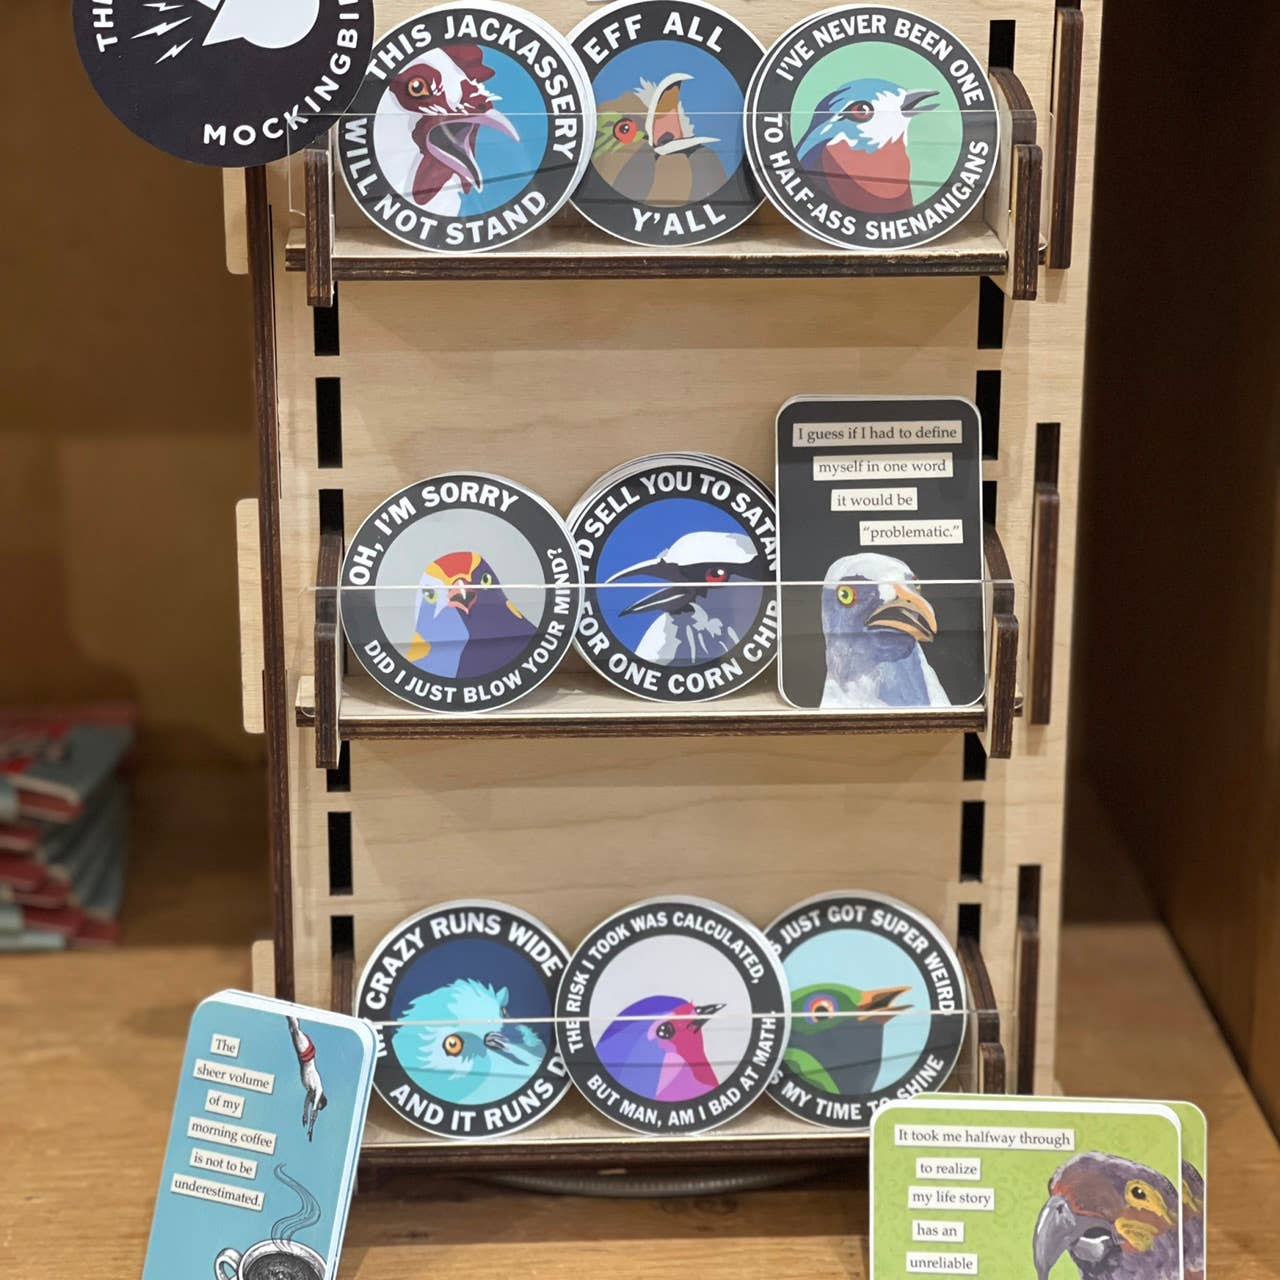 MOCKINGBI
THIS JACKASSERY
WILL NOT STAND
EFF ALL
Y'ALL
I'VE NEVER BEEN ONE
TO HALF-ASS SHENANIGANS
OH, I'M SORRY
DID I JUST BLOW YOUR MIND?
I'D SELL YOU TO SATAN
FOR ONE CORN CHIP
I guess if I had to define
myself in one word
it would be
"problematic."
CRAZY RUNS WIDE
AND IT RUNS
THE RISK I TOOK WAS CALCULATED,
BUT MAN, AM I BAD AT MATH.
JUST GOT SUPER WEIRD
MY TIME TO SHINE
The
sheer volume
of my
morning coffee
is not to be
underestimated.
It took me halfway through
to realize
my life story
has an
unreliable